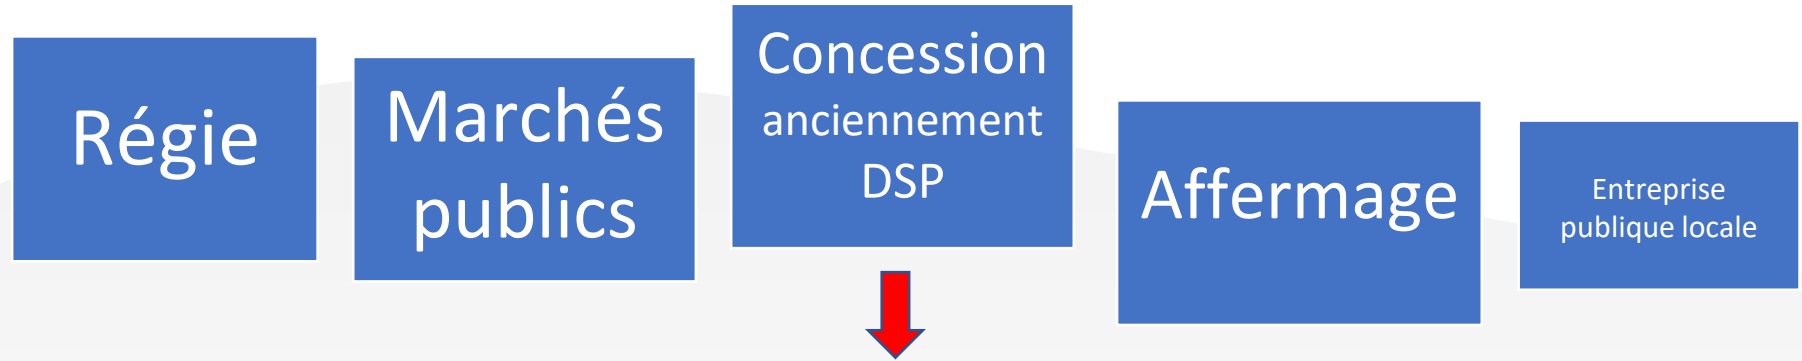 Régie
Marchés
publics
Concession
anciennement
DSP
Affermage
Entreprise
publique locale